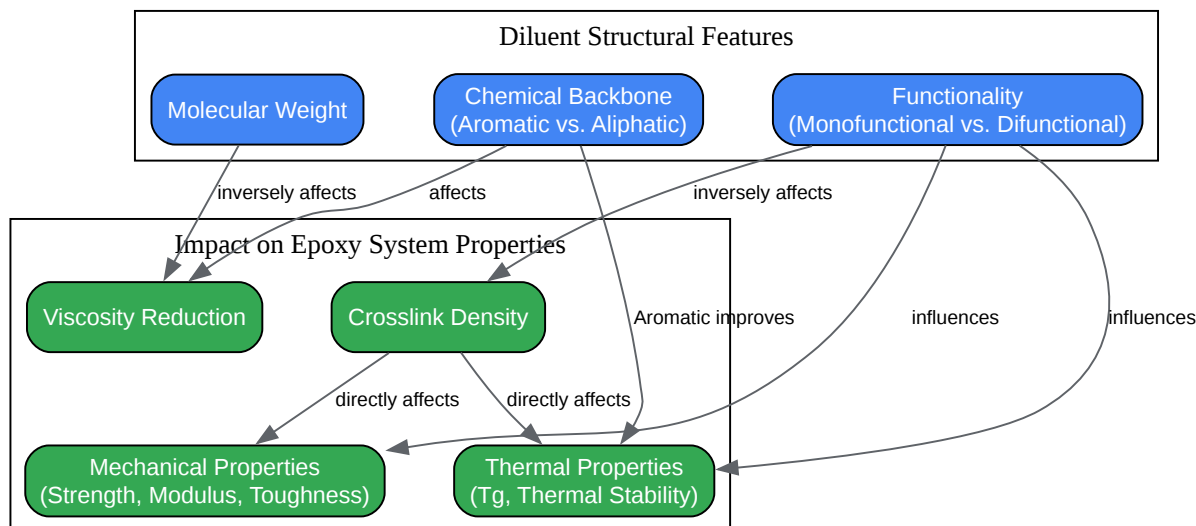 Diluent Structural Features
Molecular Weight
Chemical Backbone
(Aromatic vs. Aliphatic)
Functionality
(Monofunctional vs. Difunctional)
inversely affects
affects
inversely affects
Impact on Epoxy System Properties
Viscosity Reduction
Crosslink Density
Aromatic improves
influences
influences
directly affects
directly affects
Mechanical Properties
(Strength, Modulus, Toughness)
Thermal Properties
(Tg, Thermal Stability)